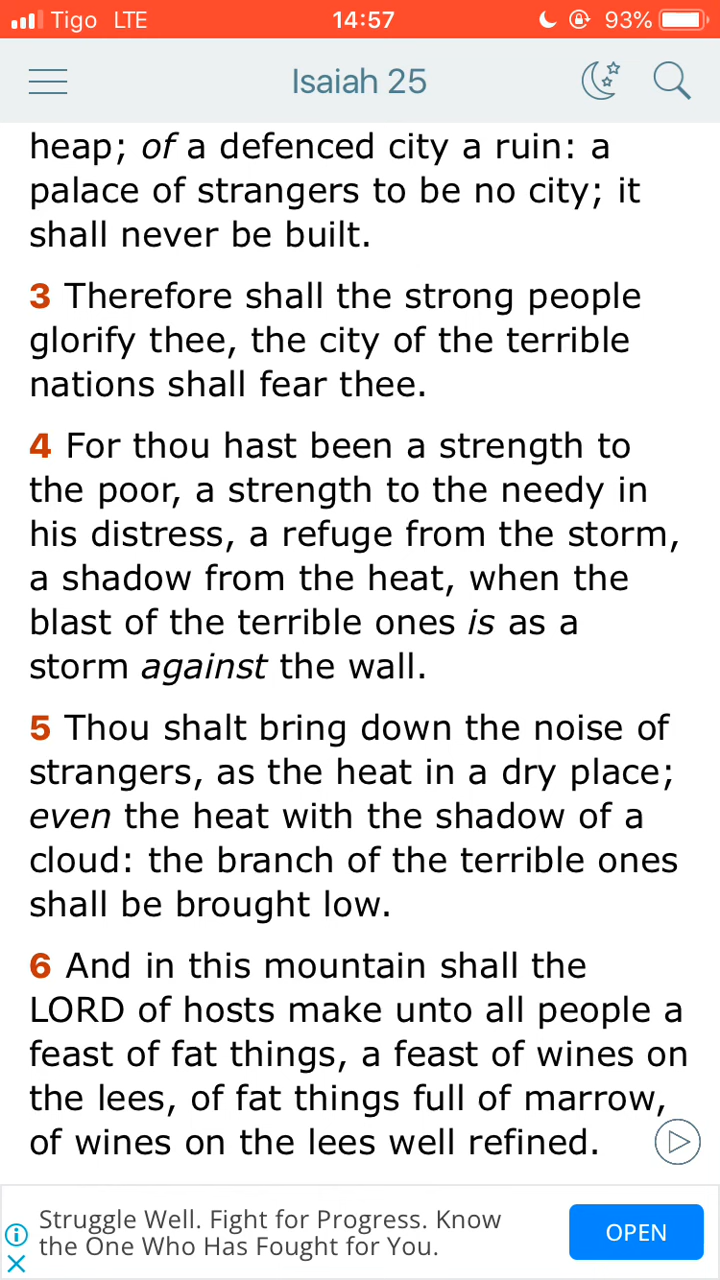 Tigo LTE 14:57 93%
Isaiah 25
heap; of a defenced city a ruin: a
palace of strangers to be no city; it
shall never be built.
3 Therefore shall the strong people
glorify thee, the city of the terrible
nations shall fear thee.
4 For thou hast been a strength to
the poor, a strength to the needy in
his distress, a refuge from the storm,
a shadow from the heat, when the
blast of the terrible ones is as a
storm against the wall.
5 Thou shalt bring down the noise of
strangers, as the heat in a dry place;
even the heat with the shadow of a
cloud: the branch of the terrible ones
shall be brought low.
6 And in this mountain shall the
LORD of hosts make unto all people a
feast of fat things, a feast of wines on
the lees, of fat things full of marrow,
of wines on the lees well refined.
Struggle Well. Fight for Progress. Know
the One Who Has Fought for You.
OPEN